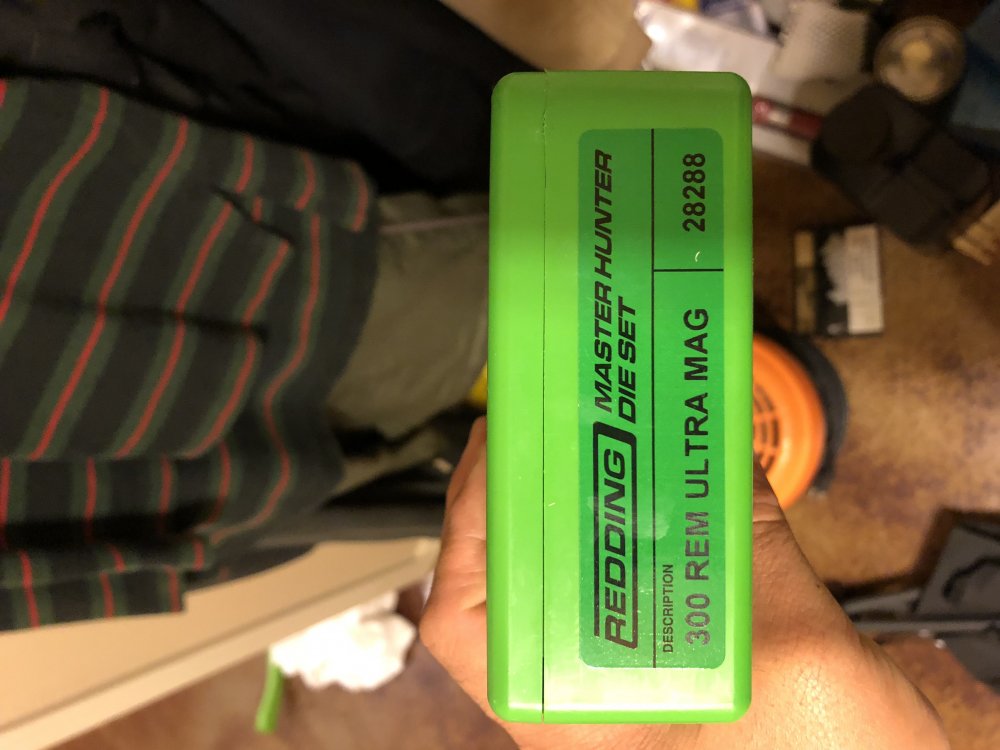 REDDING MASTER HUNTER
DIE SET
DESCRIPTION
300 REM ULTRA MAG 28288